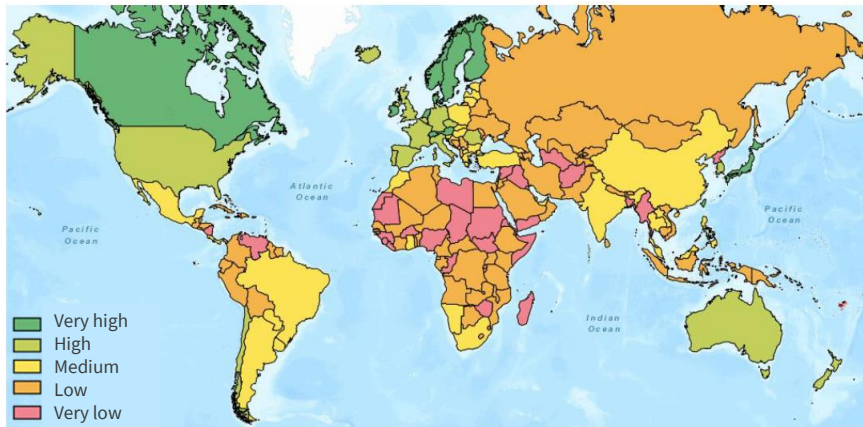 Atlantic
Ocean
Pacific
Ocean
Pacific
Ocean
Indian
Ocean
Very high
High
Medium
Low
Very low